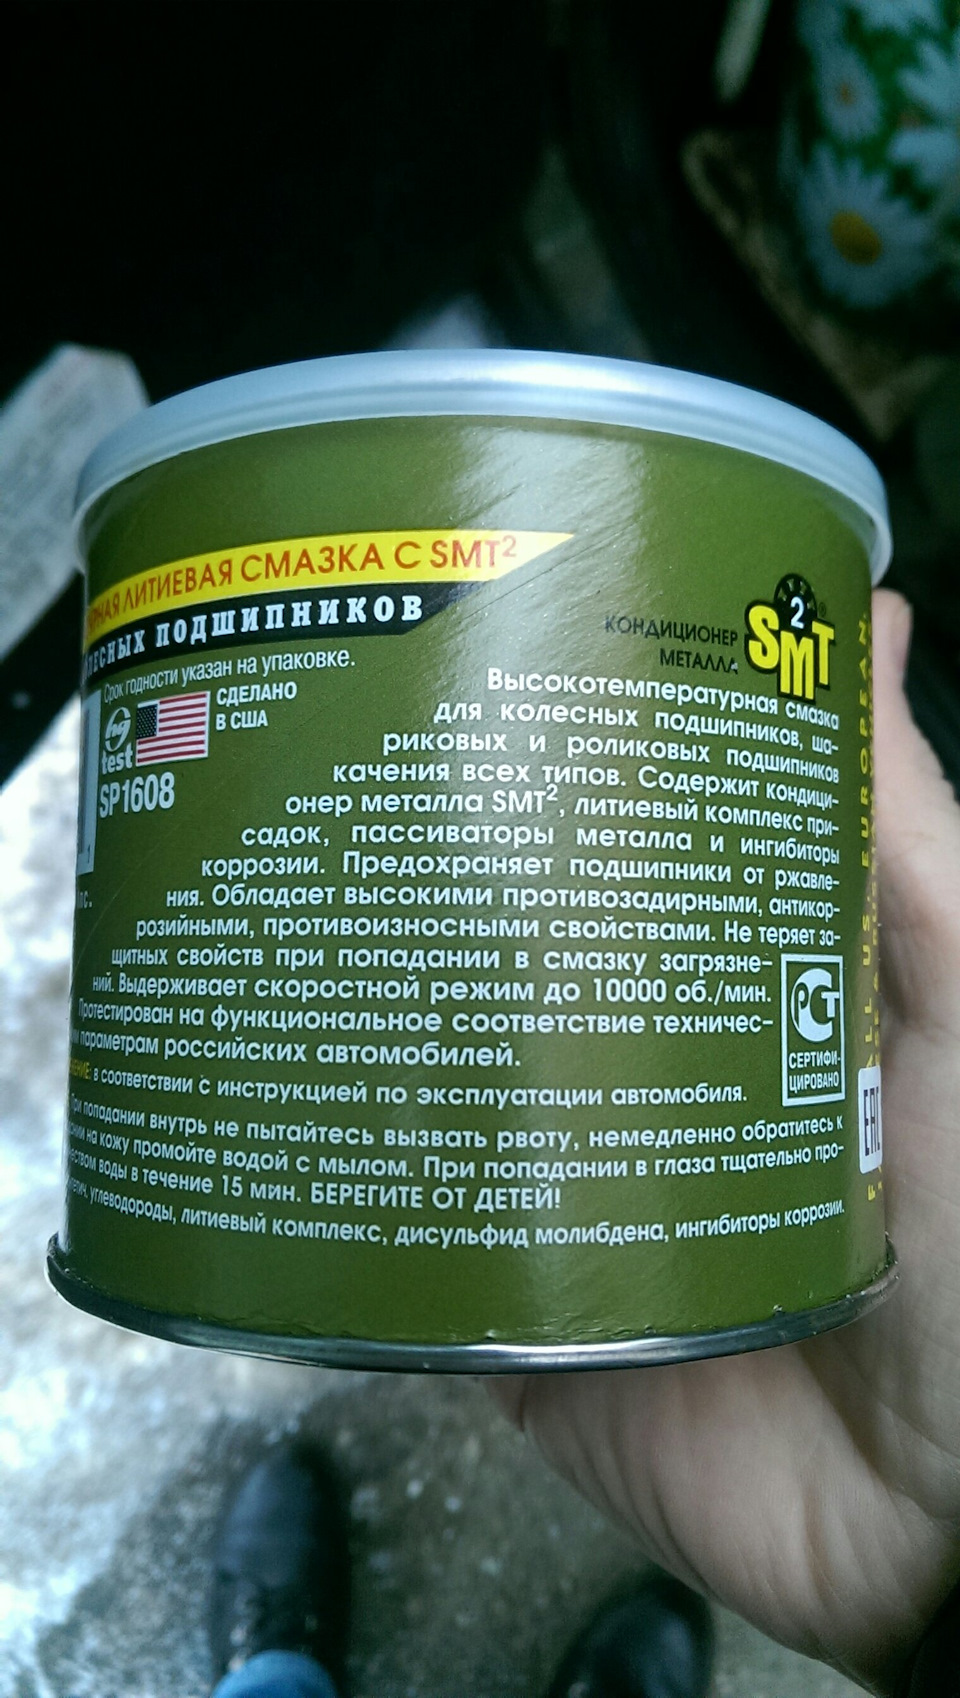 ЛИТИЕВАЯ СМАЗКА С SMT²
ПОДШИПНИКОВ
Срок годности указан на упаковке.
test
СДЕЛАНО
В США
SP1608
КОНДИЦИОНЕР
МЕТАЛЛА
SMT
2
Высокотемпературная смазка
для колесных подшипников, ша-
риковых и роликовых подшипников
качения всех типов. Содержит кондици-
онер металла SMT², литиевый комплекс при-
садок, пассиваторы металла и ингибиторы
коррозии. Предохраняет подшипники от ржавле-
ния. Обладает высокими противозадирными, антикор-
розийными, противоизносными свойствами. Не теряет за-
щитных свойств при попадании в смазку загрязне-
ний. Выдерживает скоростной режим до 10000 об./мин.
Протестирован на функциональное соответствие техничес-
параметрам российских автомобилей.
в соответствии с инструкцией по эксплуатации автомобиля.
При попадании внутрь не пытайтесь вызвать рвоту, немедленно обратитесь к
на кожу промойте водой с мылом. При попадании в глаза тщательно про-
воды в течение 15 мин. БЕРЕГИТЕ ОТ ДЕТЕЙ!
углеводороды, литиевый комплекс, дисульфид молибдена, ингибиторы коррозии.
РСТ
СЕРТИФИ-
ЦИРОВАНО
ALL US, EUROPEAN,
EAC